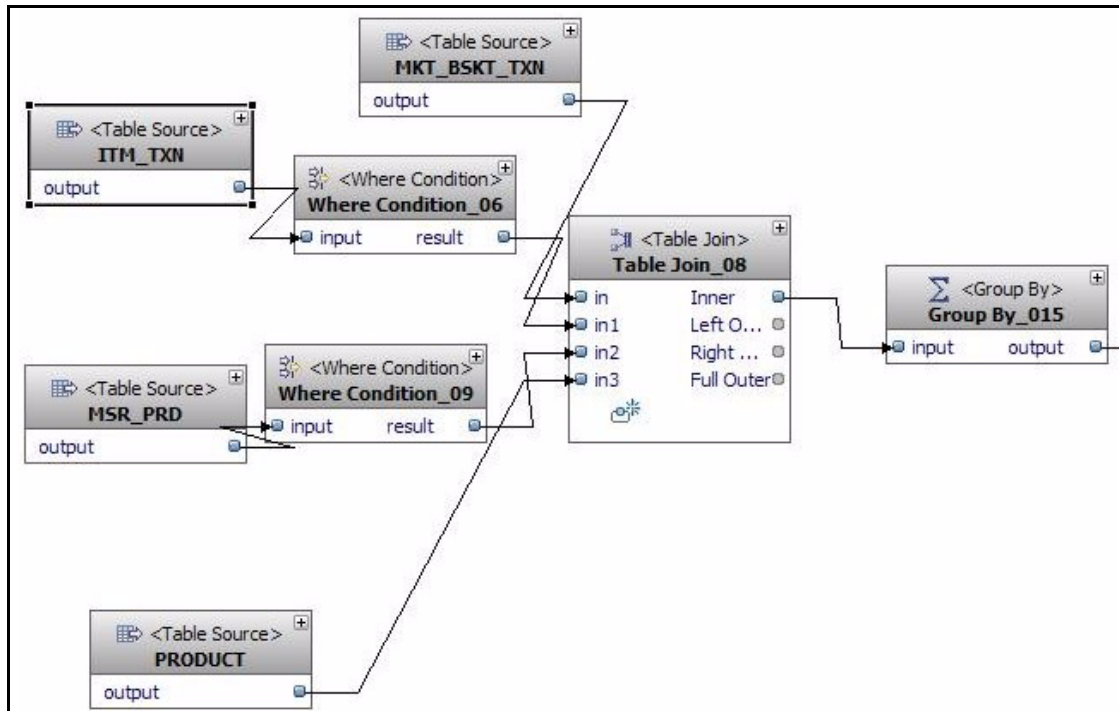 <Table Source>
MKT_BSKT_TXN
output
<Table Source>
ITM_TXN
output
<Where Condition>
Where Condition_06
input result
<Table Join>
Table Join_08
in Inner
in1 Left O...
in2 Right ...
in3 Full Outer
<Group By>
Group By_015
input output
<Where Condition>
Where Condition_09
input result
<Table Source>
MSR_PRD
output
<Table Source>
PRODUCT
output